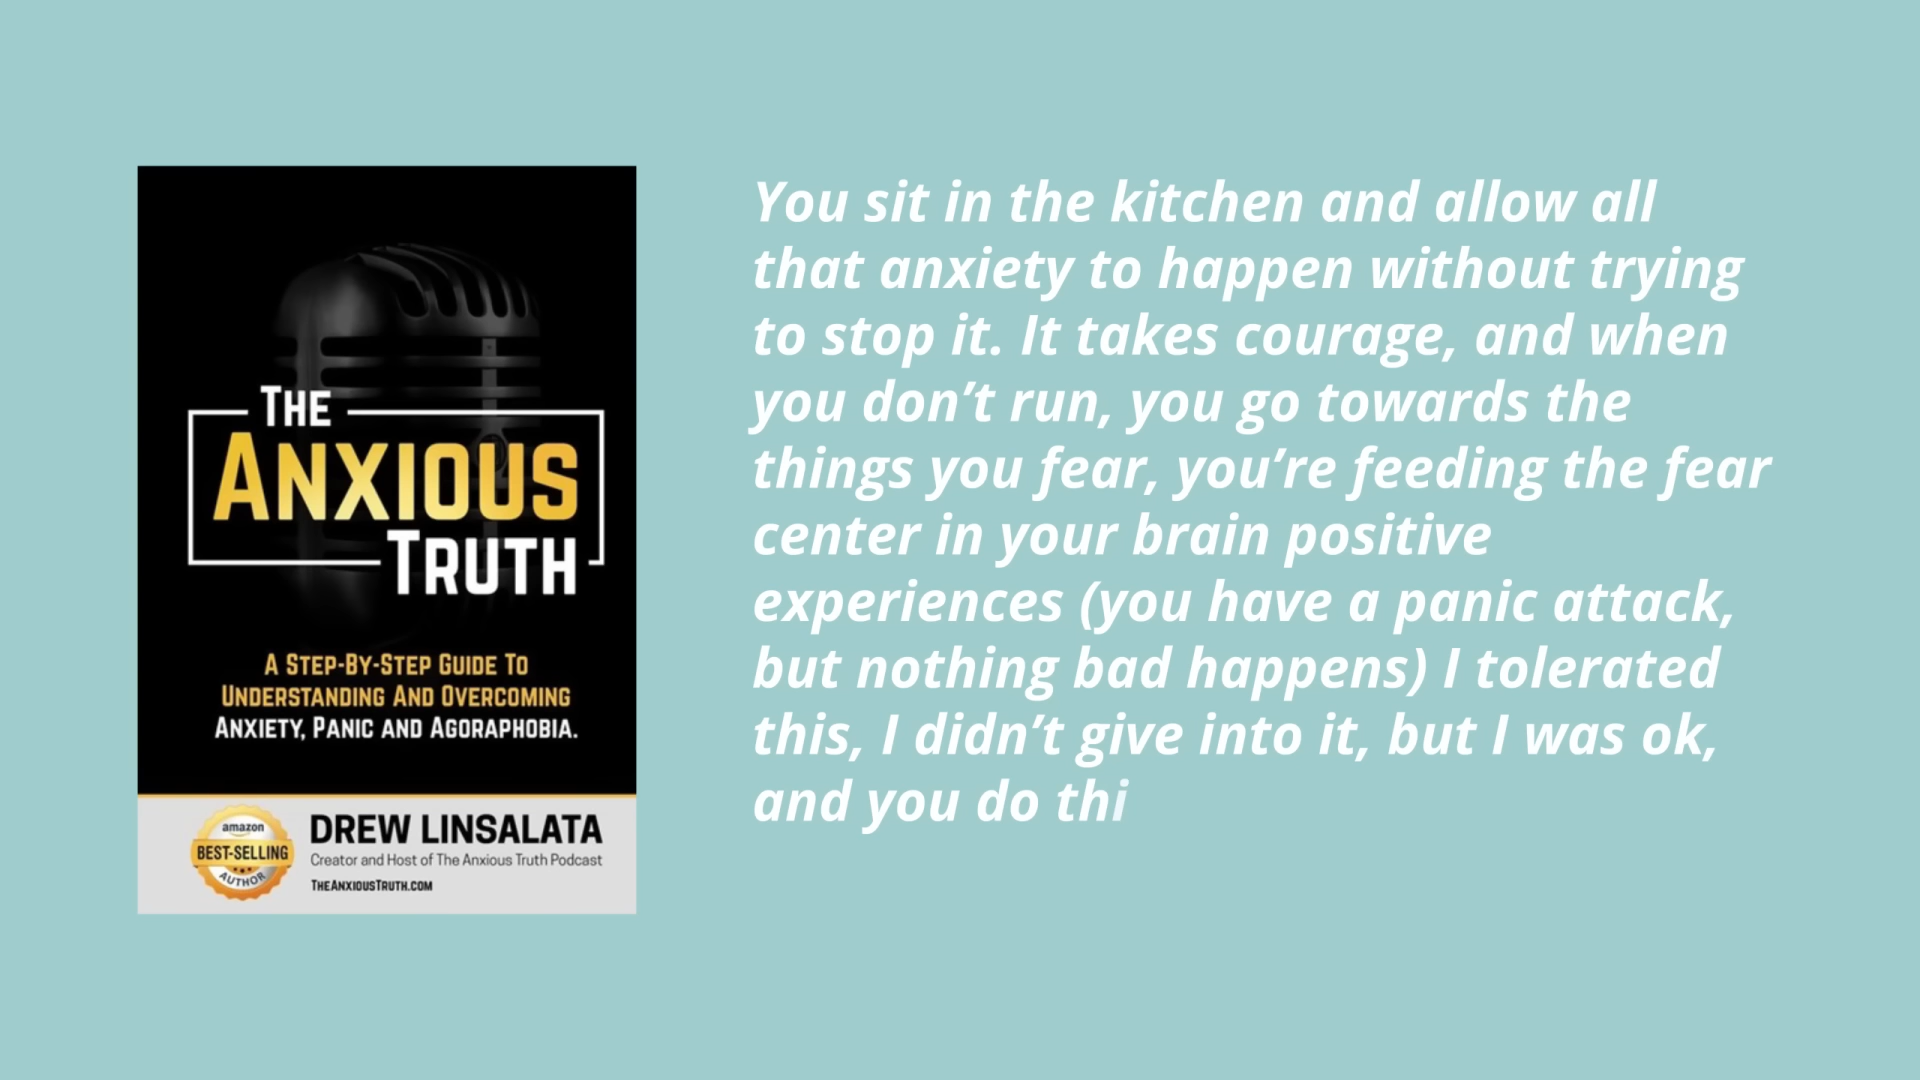 THE
ANXIOUS
TRUTH
A STEP-BY-STEP GUIDE TO
UNDERSTANDING AND OVERCOMING
ANXIETY, PANIC AND AGORAPHOBIA.
amazon
BEST-SELLING
AUTHOR
DREW LINSALATA
Creator and Host of The Anxious Truth Podcast
THEANXIOUSTRUTH.COM
You sit in the kitchen and allow all
that anxiety to happen without trying
to stop it. It takes courage, and when
you don’t run, you go towards the
things you fear, you’re feeding the fear
center in your brain positive
experiences (you have a panic attack,
but nothing bad happens) I tolerated
this, I didn’t give into it, but I was ok,
and you do thi